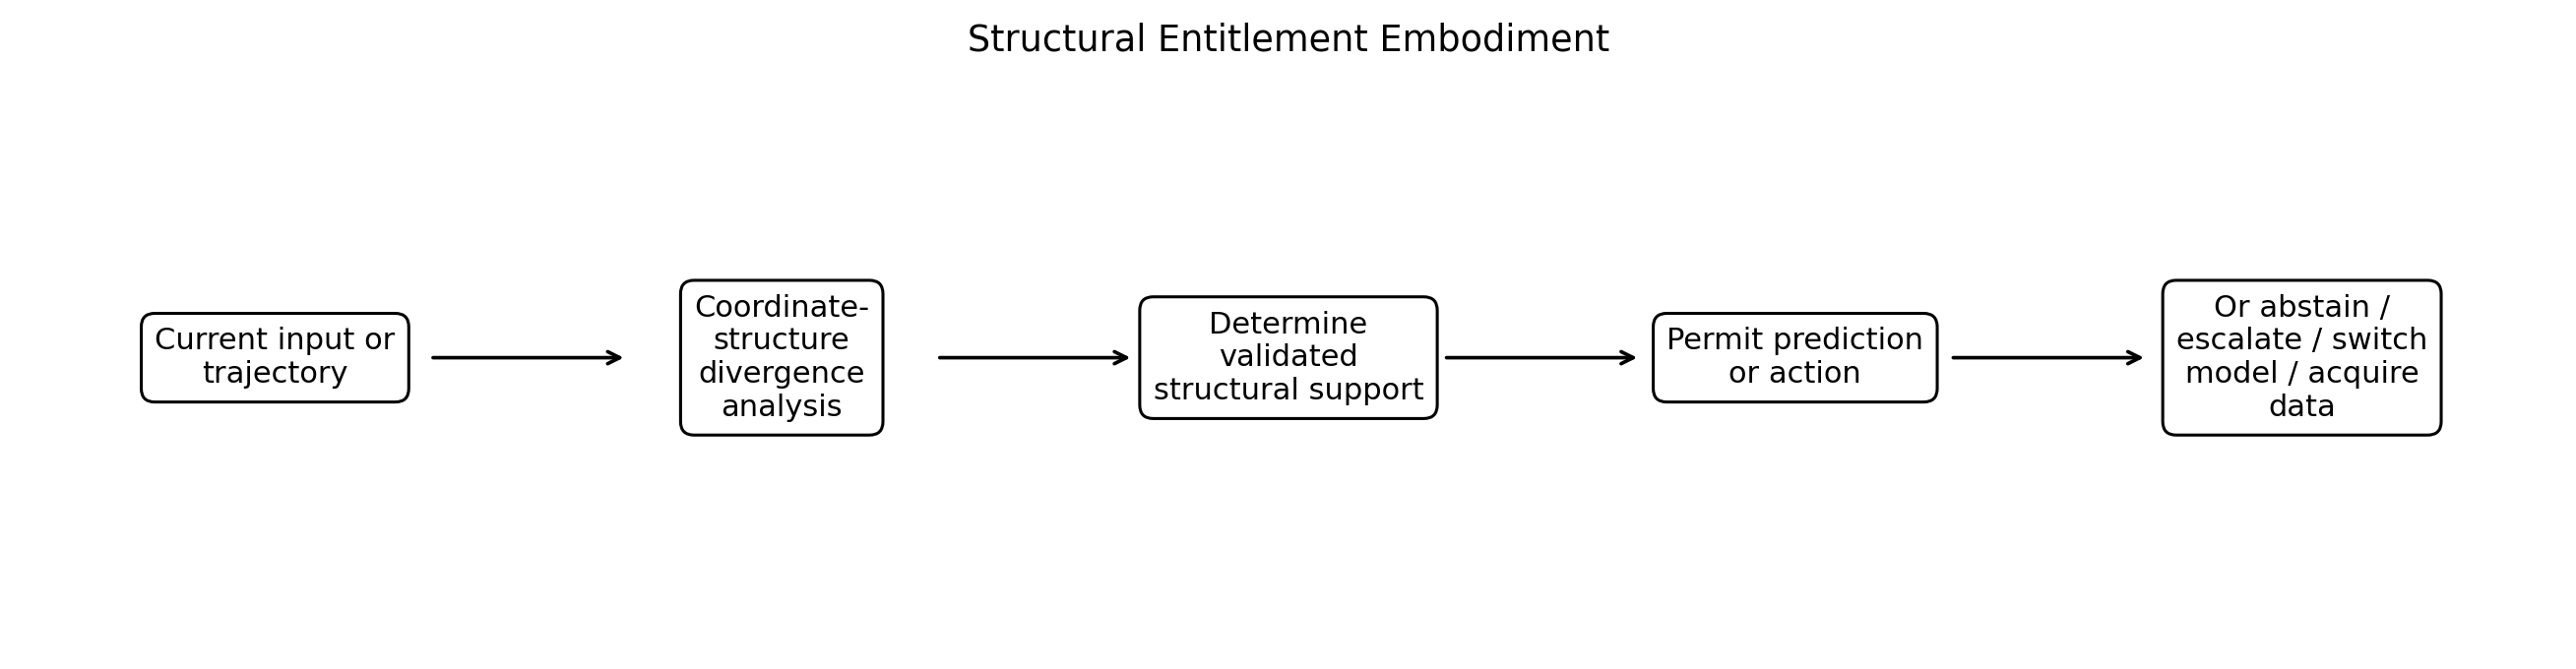 Structural Entitlement Embodiment
Current input or
trajectory
Coordinate-
structure
divergence
analysis
Determine
validated
structural support
Permit prediction
or action
Or abstain /
escalate / switch
model / acquire
data